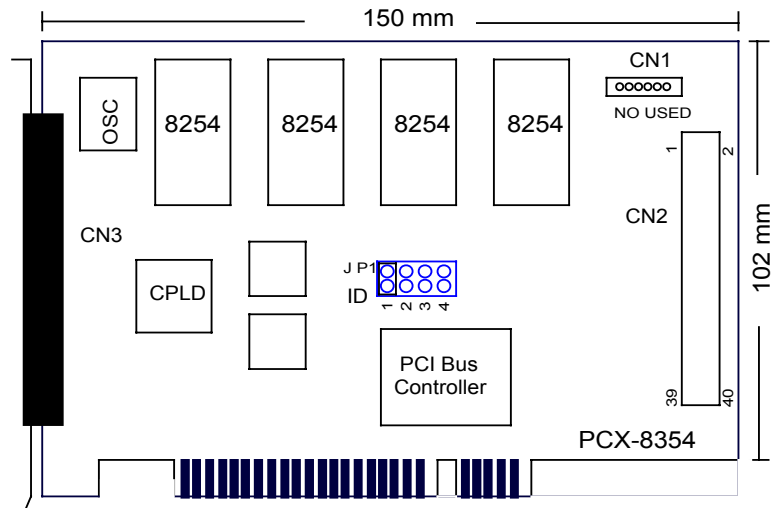 150 mm
CN1
NO USED
OSC
8254
8254
8254
8254
1
2
CN2
CN3
102 mm
J P1
ID
1
2
3
4
CPLD
PCI Bus
Controller
39
40
PCX-8354